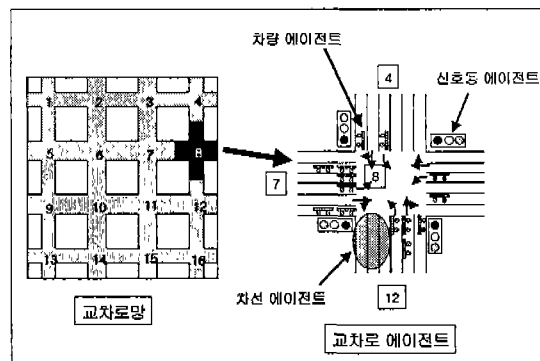 차량 에이전트
4
신호등 에이전트
1 2 3 4
5 6 7 8
8
7
9 10 11 12
13 14 15 16
차선 에이전트
12
교차로망
교차로 에이전트